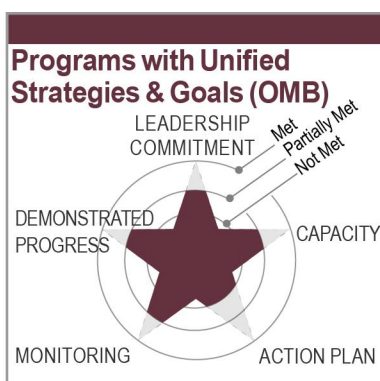 Programs with Unified
Strategies & Goals (OMB)
LEADERSHIP
COMMITMENT
Met
Partially Met
Not Met
DEMONSTRATED
PROGRESS
CAPACITY
MONITORING
ACTION PLAN